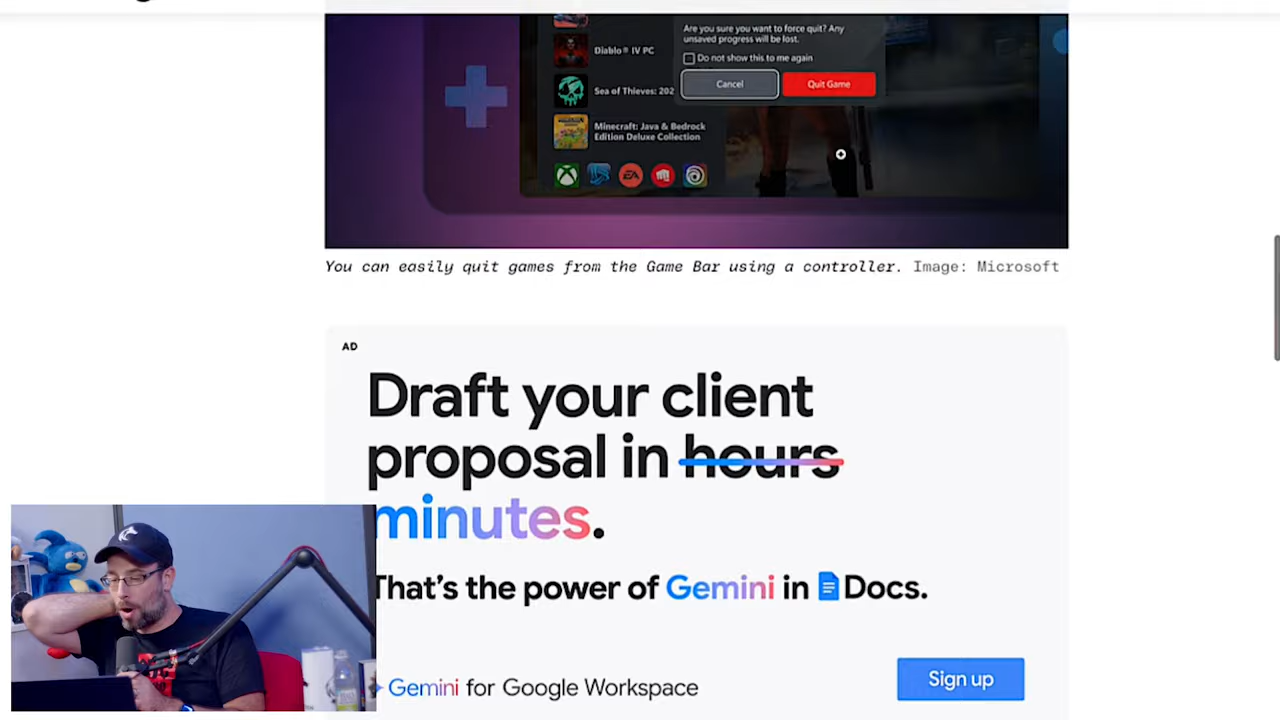 Are you sure you want to force quit? Any
unsaved progress will be lost.
Do not show this to me again
Cancel
Quit Game
Diablo® IV PC
Sea of Thieves: 202
Minecraft: Java & Bedrock
Edition Deluxe Collection
EA
You can easily quit games from the Game Bar using a controller. Image: Microsoft
AD
Draft your client
proposal in hours
minutes.
That's the power of Gemini in Docs.
Gemini for Google Workspace
Sign up